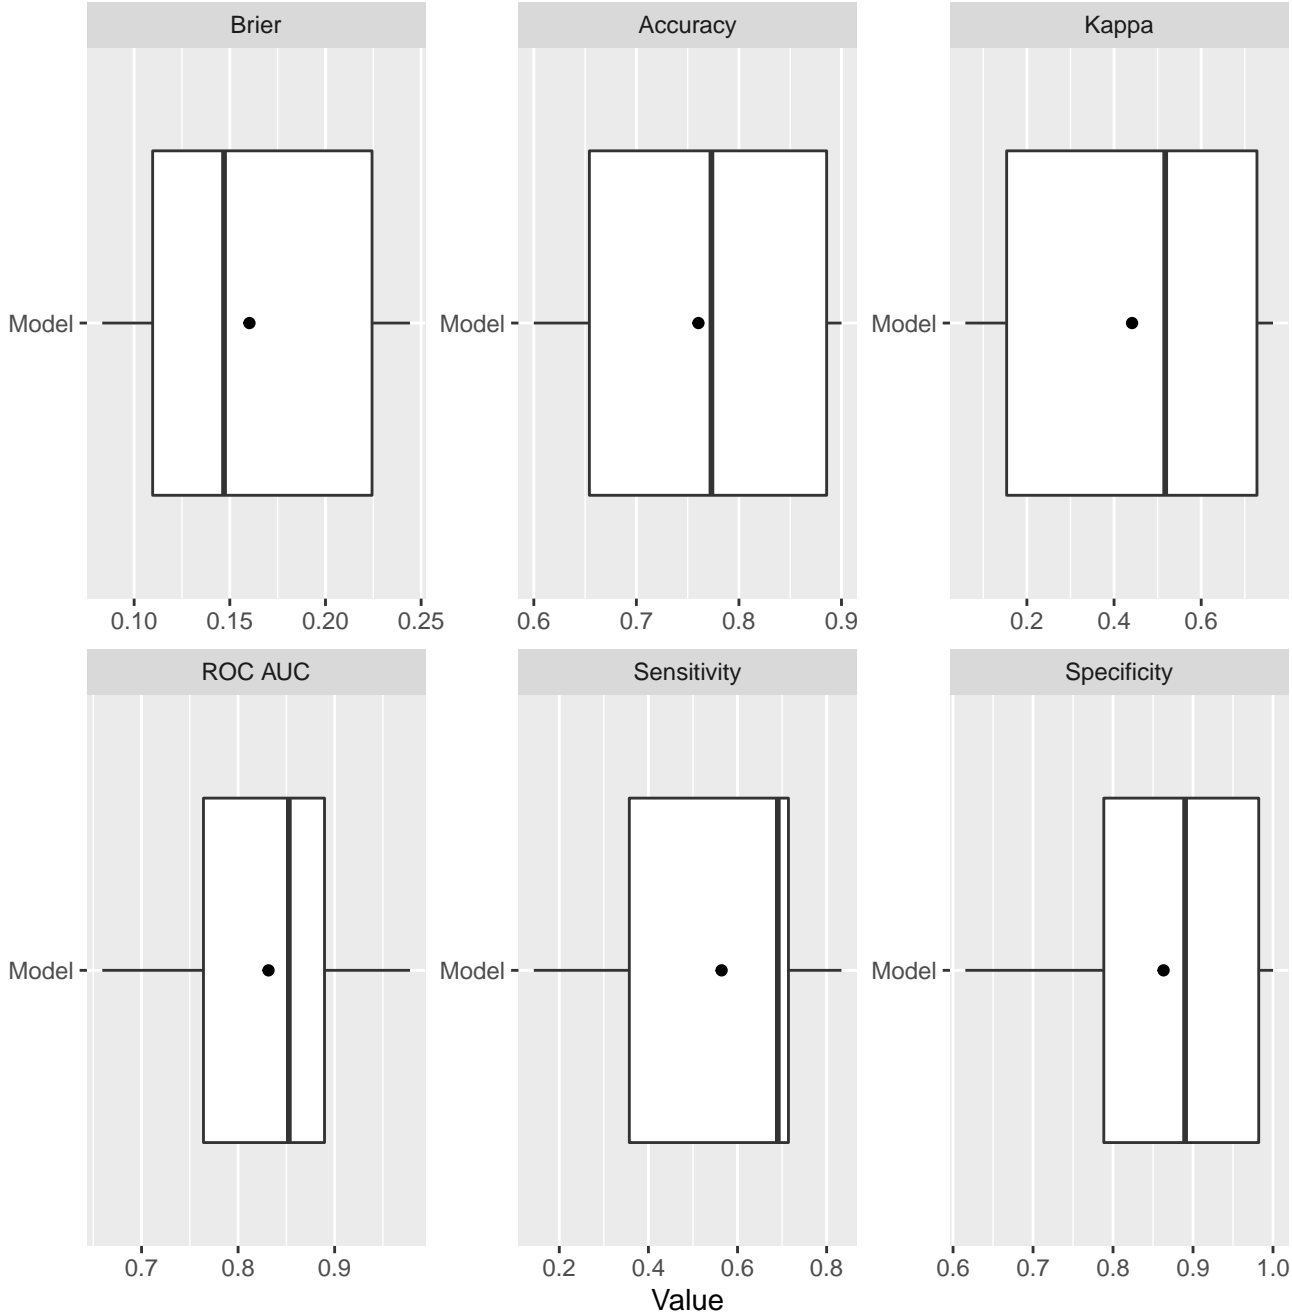 Brier Accuracy Kappa
Model Model Model
0.10 0.15 0.20 0.25 0.6 0.7 0.8 0.9 0.2 0.4 0.6
ROC AUC Sensitivity Specificity
Model Model Model
0.7 0.8 0.9 0.2 0.4 0.6 0.8 0.6 0.7 0.8 0.9 1.0
Value